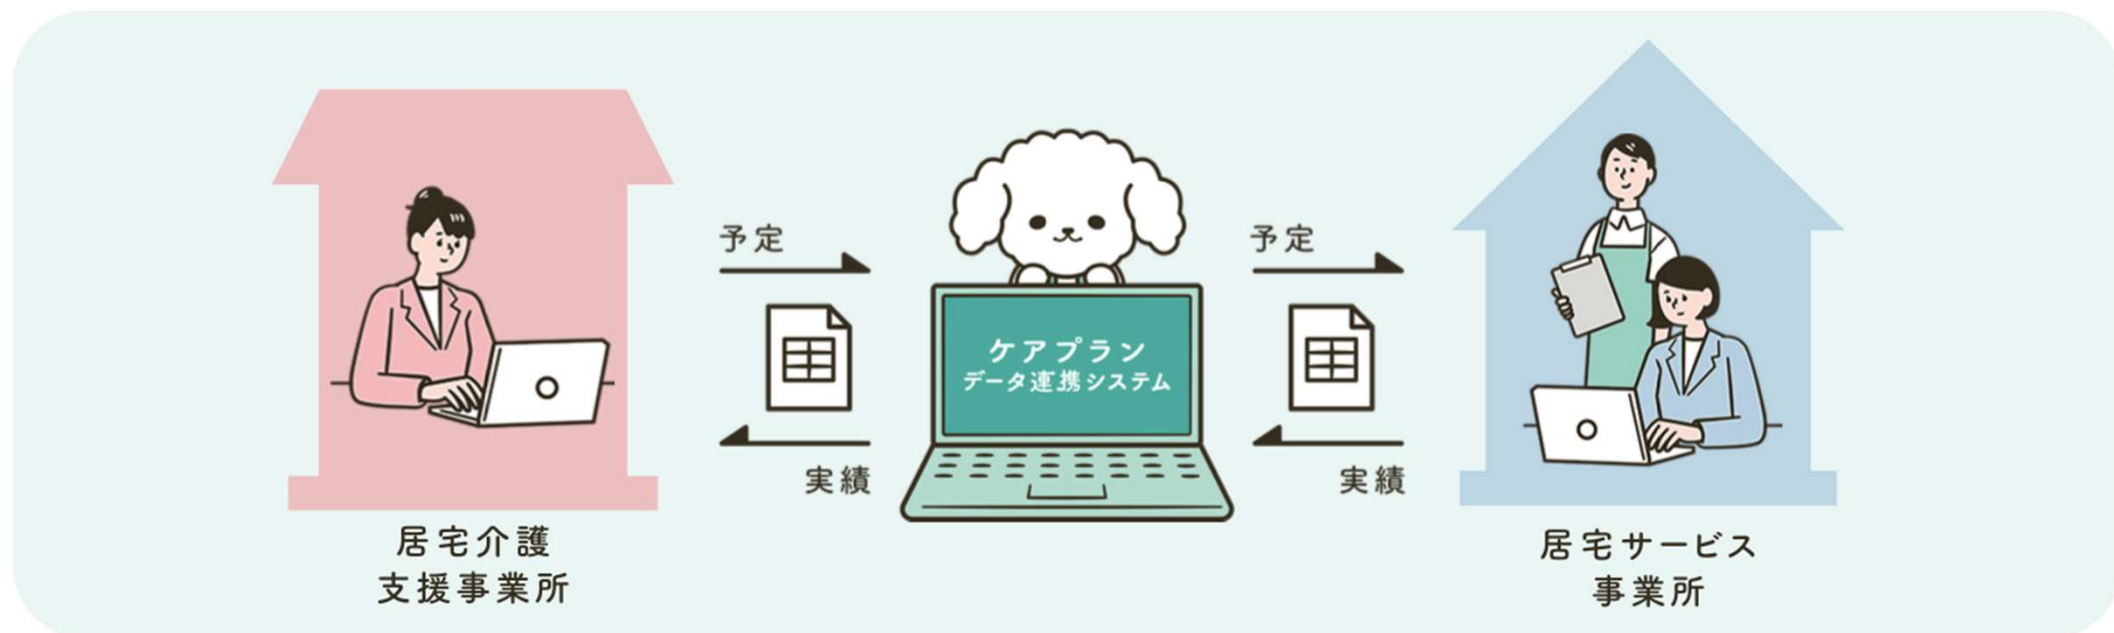 予定
予定
ケアプラン
データ連携システム
実績
実績
居宅介護
支援事業所
居宅サービス
事業所